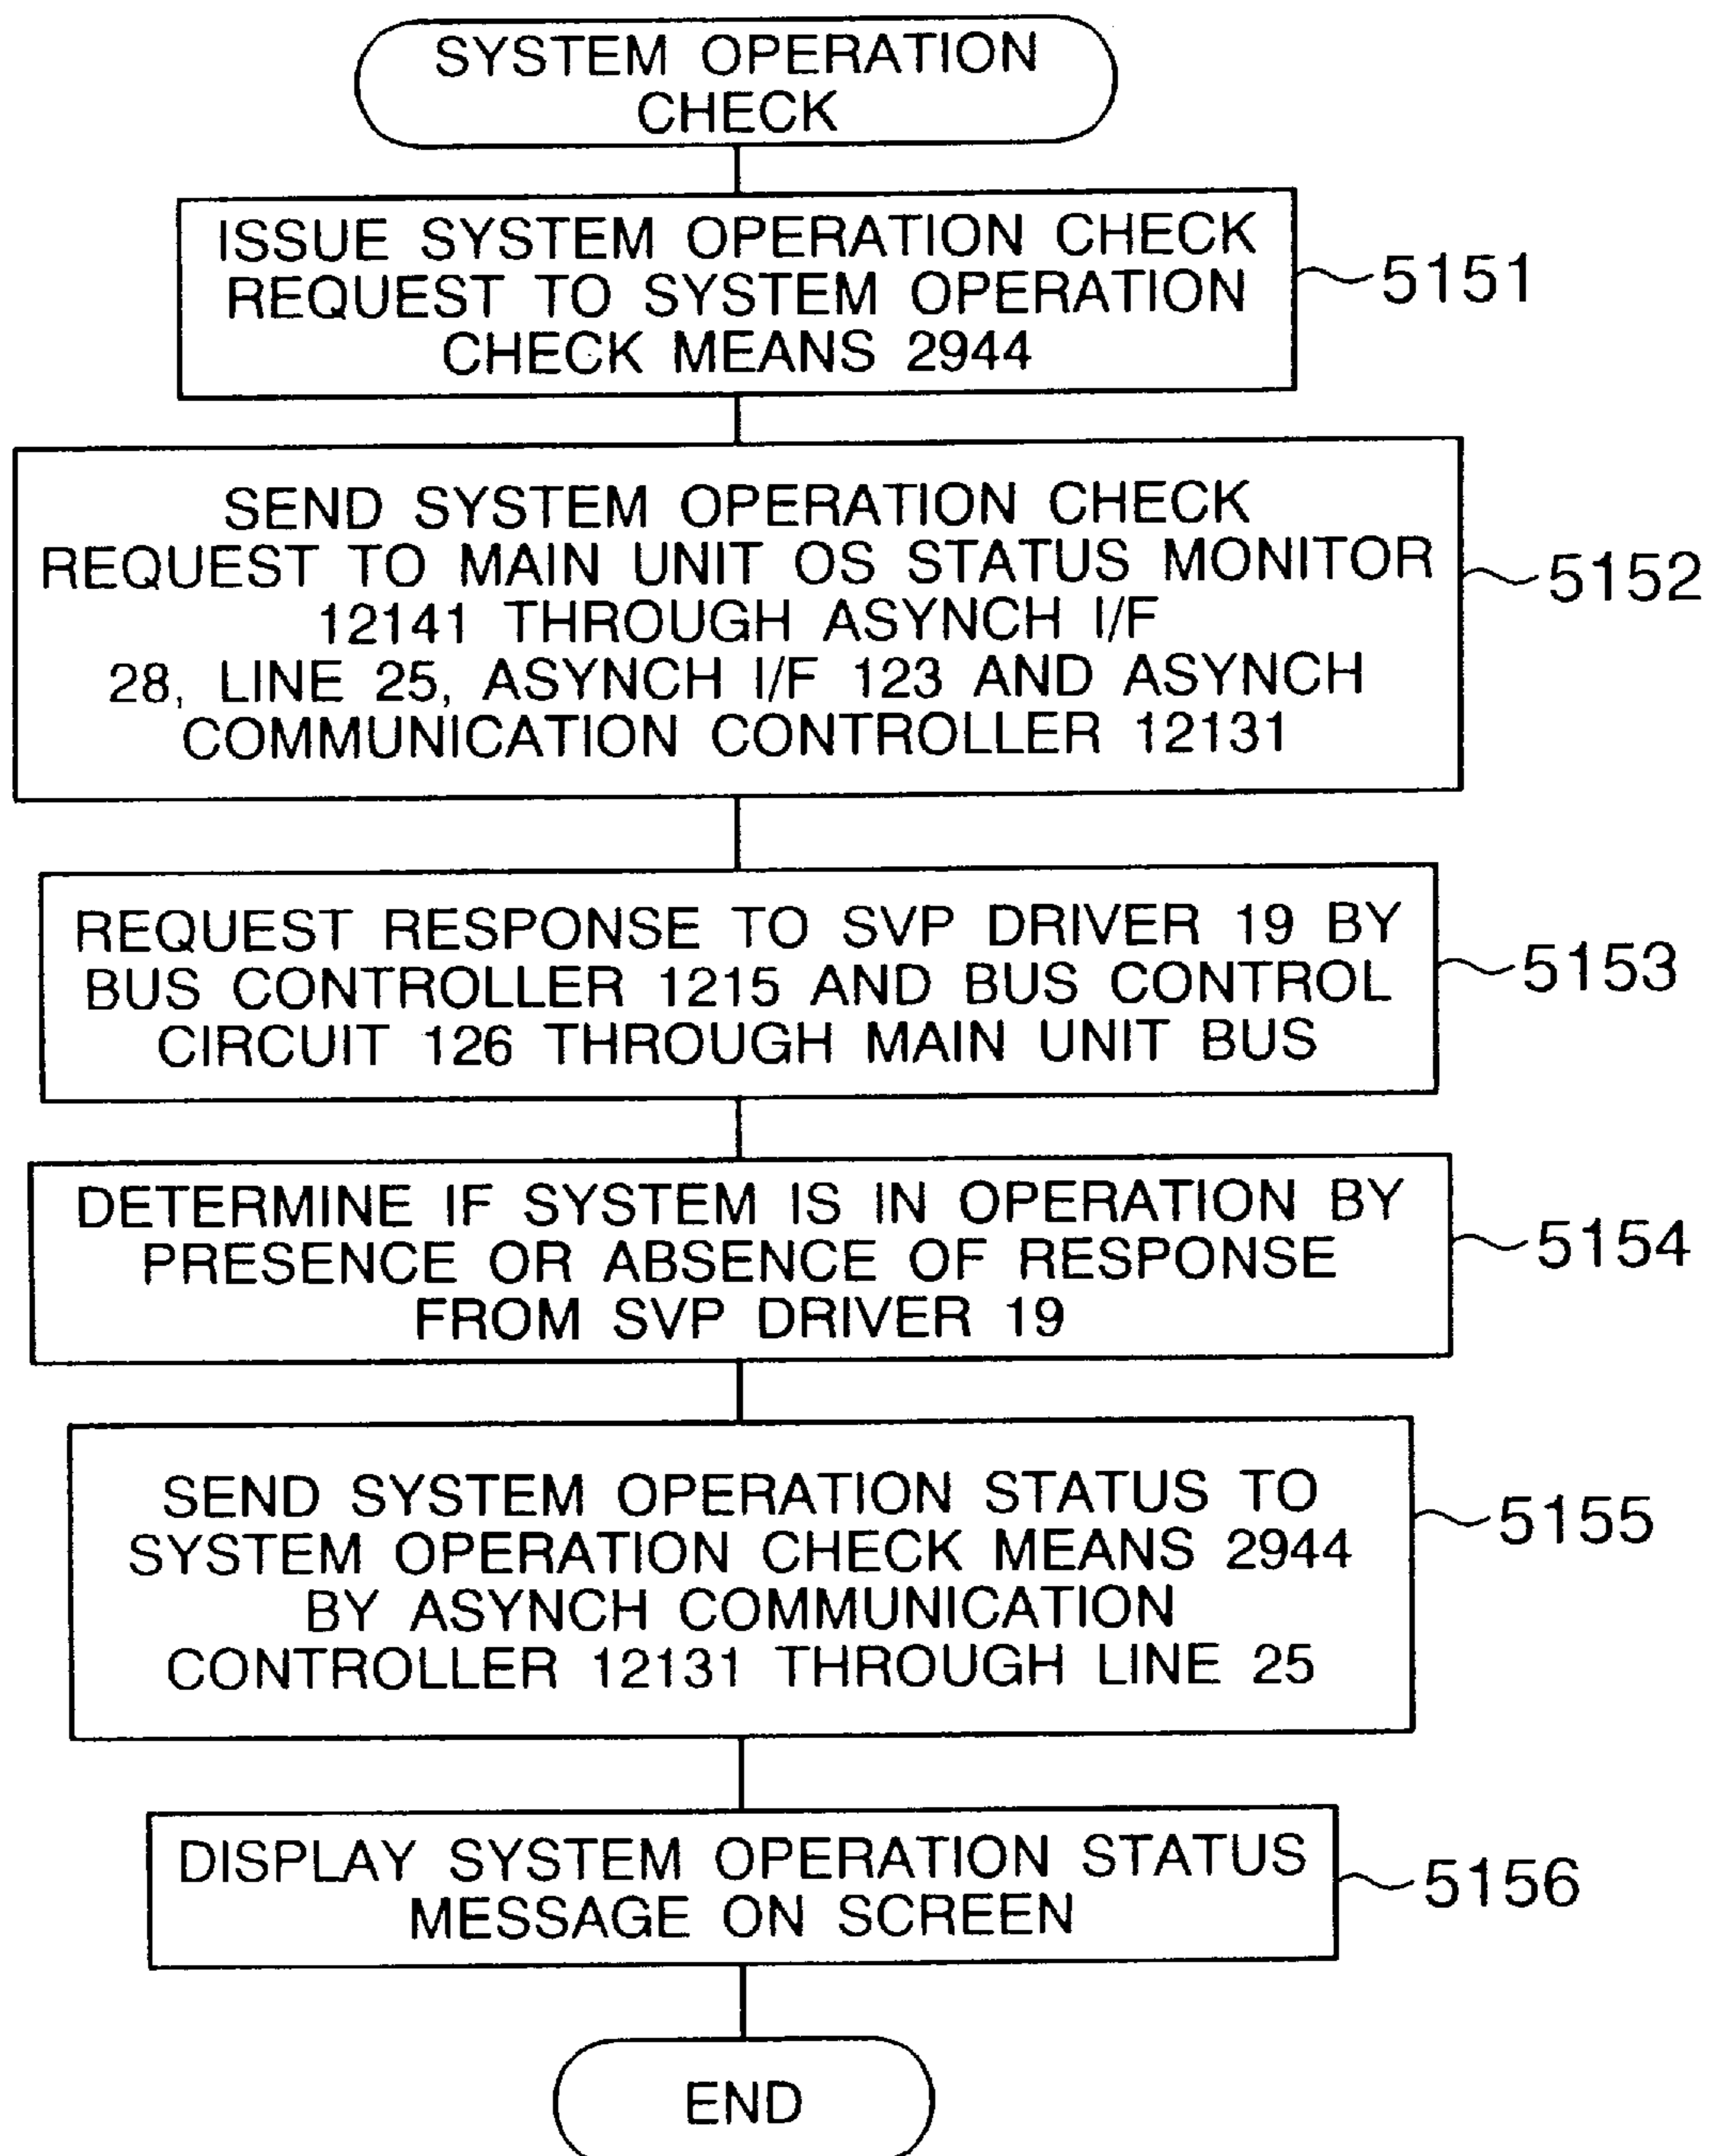 SYSTEM OPERATION
CHECK
ISSUE SYSTEM OPERATION CHECK
REQUEST TO SYSTEM OPERATION
CHECK MEANS 2944
5151
SEND SYSTEM OPERATION CHECK
REQUEST TO MAIN UNIT OS STATUS MONITOR
12141 THROUGH ASYNCH I/F
28, LINE 25, ASYNCH I/F 123 AND ASYNCH
COMMUNICATION CONTROLLER 12131
5152
REQUEST RESPONSE TO SVP DRIVER 19 BY
BUS CONTROLLER 1215 AND BUS CONTROL
CIRCUIT 126 THROUGH MAIN UNIT BUS
5153
DETERMINE IF SYSTEM IS IN OPERATION BY
PRESENCE OR ABSENCE OF RESPONSE
FROM SVP DRIVER 19
5154
SEND SYSTEM OPERATION STATUS TO
SYSTEM OPERATION CHECK MEANS 2944
BY ASYNCH COMMUNICATION
CONTROLLER 12131 THROUGH LINE 25
5155
DISPLAY SYSTEM OPERATION STATUS
MESSAGE ON SCREEN
5156
END